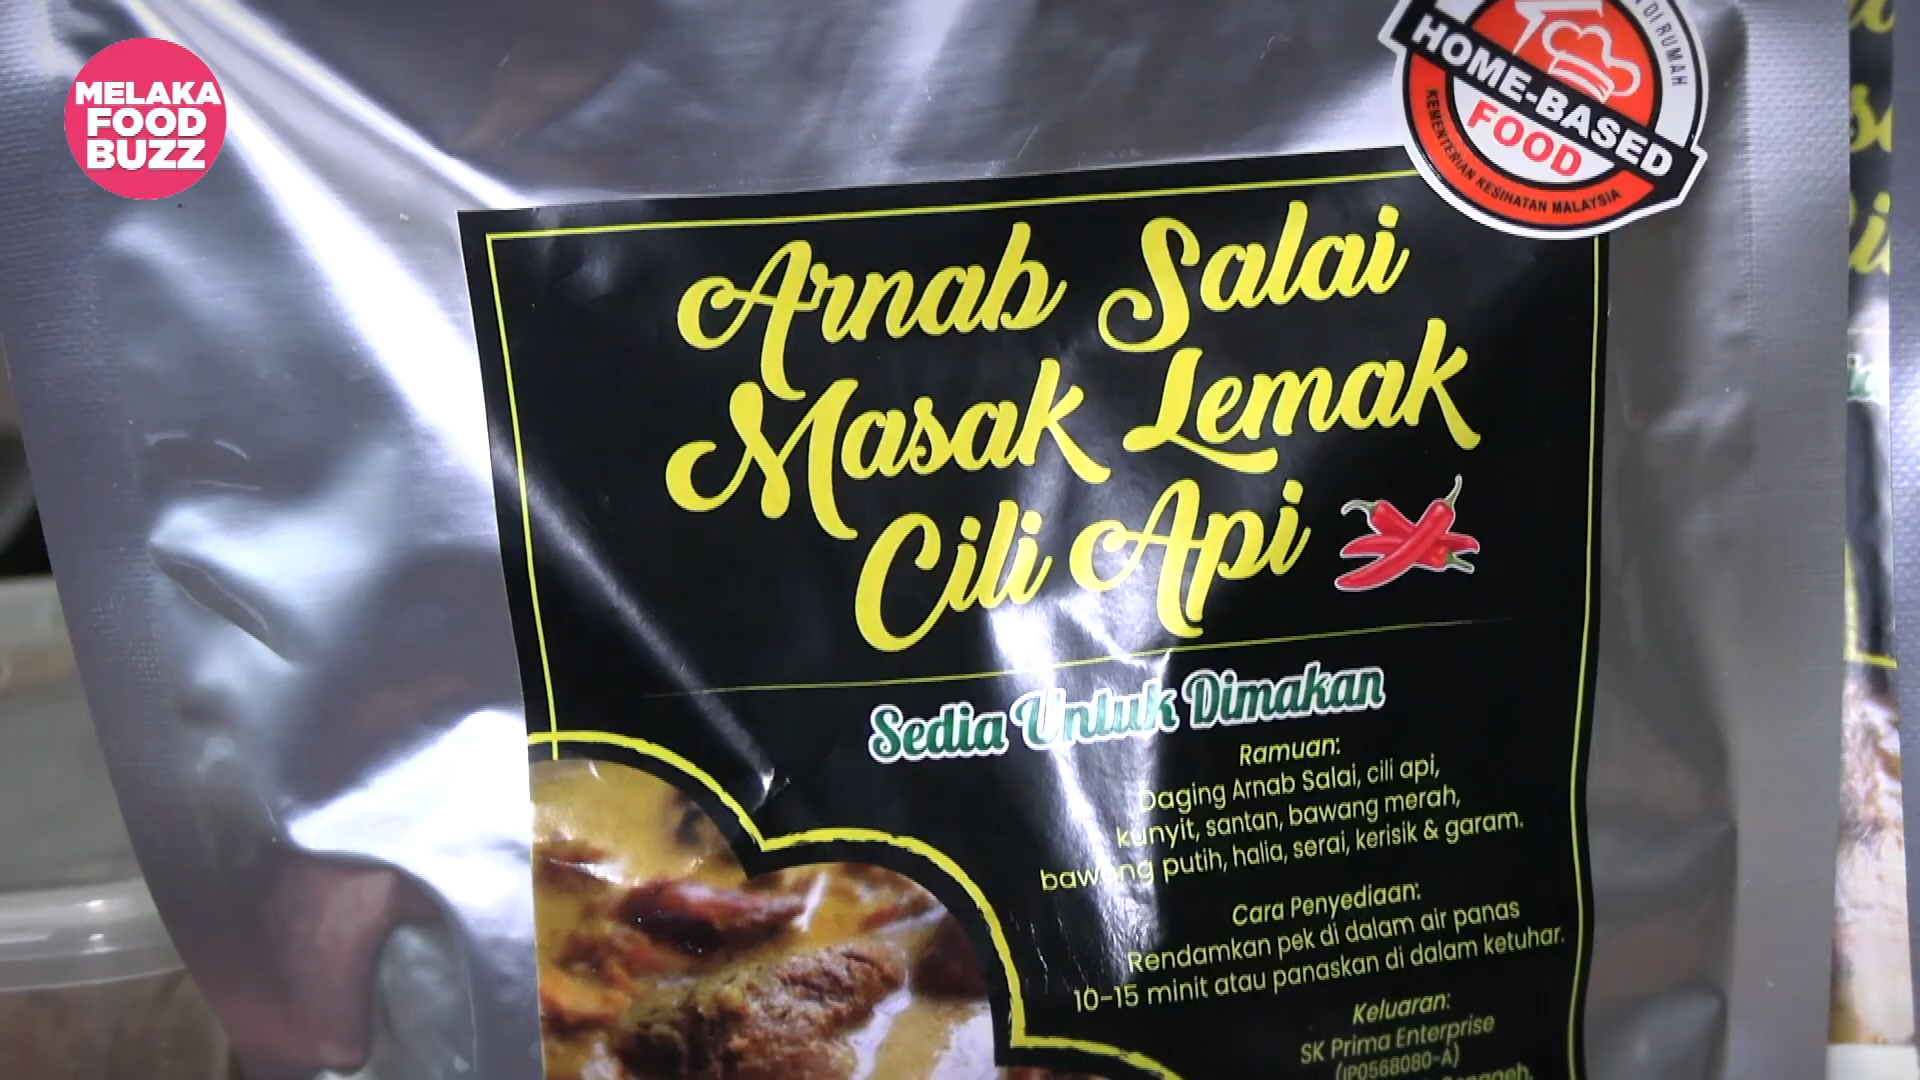 MELAKA
FOOD
BUZZ
DI RUMAH
HOME-BASED
FOOD
KEMENTERIAN KESIHATAN MALAYSIA
Arnab Salai
Masak Lemak
Cili Api
Sedia Untuk Dimakan
Ramuan:
Daging Arnab Salai, cili api,
kunyit, santan, bawang merah,
bawang putih, halia, serai, kerisik & garam.
Cara Penyediaan:
Rendamkan pek di dalam air panas
10-15 minit atau panaskan di dalam ketuhar.
Keluaran:
SK Prima Enterprise
(IP0568080-A)